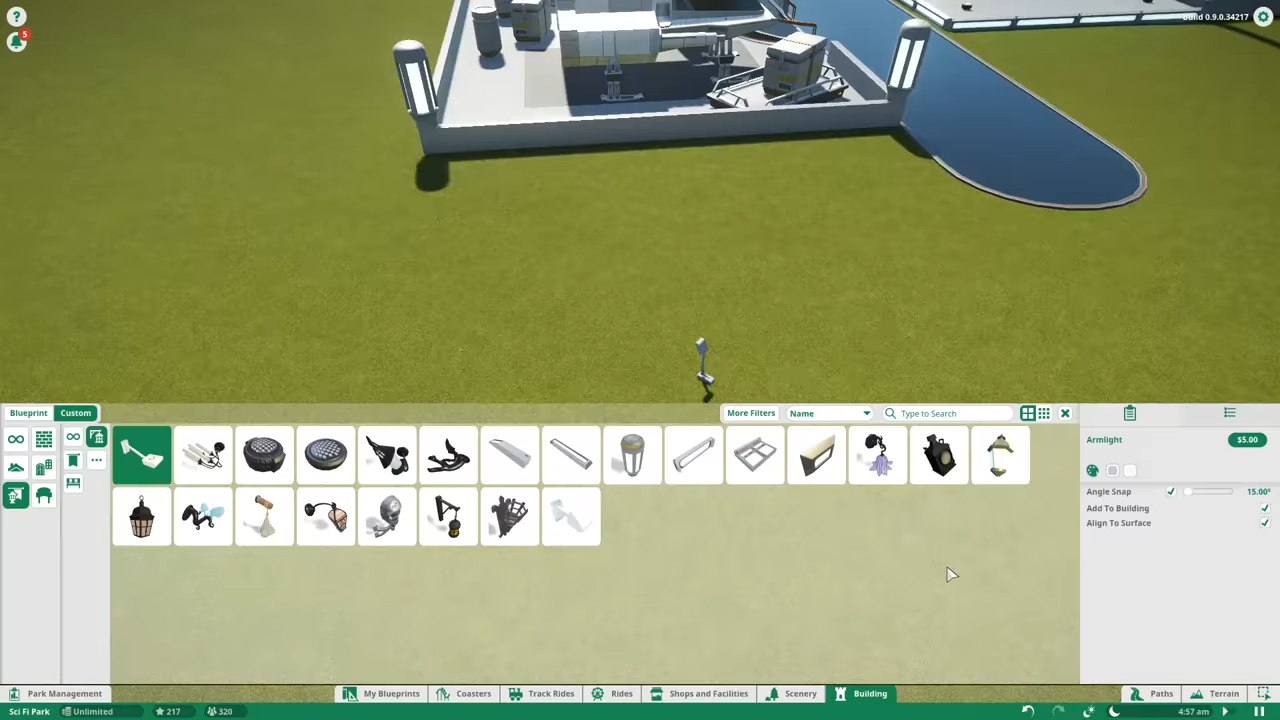 ?
5
Build 0.9.0.34217
Blueprint
Custom
More Filters
Name
Type to Search
Armlight
$5.00
Angle Snap
15.00°
Add To Building
Align To Surface
Park Management
My Blueprints
Coasters
Track Rides
Rides
Shops and Facilities
Scenery
Building
Paths
Terrain
Sci Fi Park
Unlimited
217
320
4:57 am